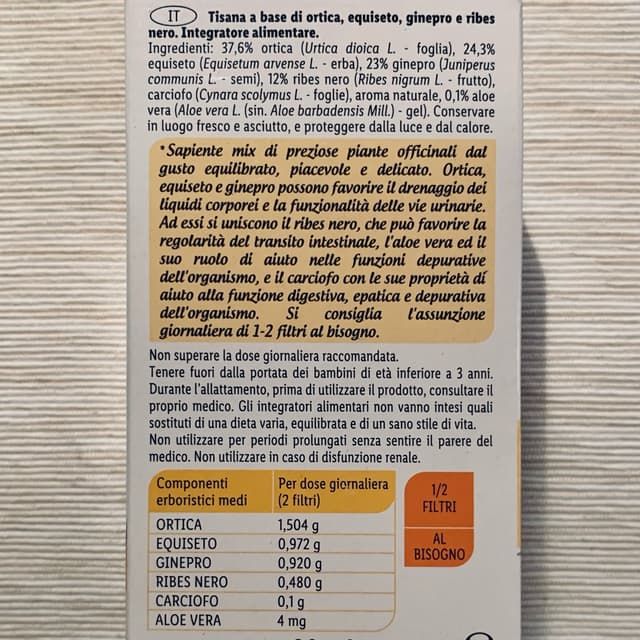 IT Tisana a base di ortica, equiseto, ginepro e ribes
nero. Integratore alimentare.
Ingredienti: 37,6% ortica (Urtica dioica L. - foglia), 24,3%
equiseto (Equisetum arvense L. - erba), 23% ginepro (Juniperus
communis L. - semi), 12% ribes nero (Ribes nigrum L. - frutto),
carciofo (Cynara scolymus L. - foglie), aroma naturale, 0,1% aloe
vera (Aloe vera L. (sin. Aloe barbadensis Mill.) - gel). Conservare
in luogo fresco e asciutto, e proteggere dalla luce e dal calore.
*Sapiente mix di preziose piante officinali dal
gusto equilibrato, piacevole e delicato. Ortica,
equiseto e ginepro possono favorire il drenaggio dei
liquidi corporei e la funzionalità delle vie urinarie.
Ad essi si uniscono il ribes nero, che può favorire la
regolarità del transito intestinale, l'aloe vera ed il
suo ruolo di aiuto nelle funzioni depurative
dell'organismo, e il carciofo con le sue proprietà di
aiuto alla funzione digestiva, epatica e depurativa
dell'organismo. Si consiglia l'assunzione
giornaliera di 1-2 filtri al bisogno.
Non superare la dose giornaliera raccomandata.
Tenere fuori dalla portata dei bambini di età inferiore a 3 anni.
Durante l'allattamento, prima di utilizzare il prodotto, consultare il
proprio medico. Gli integratori alimentari non vanno intesi quali
sostituti di una dieta varia, equilibrata e di un sano stile di vita.
Non utilizzare per periodi prolungati senza sentire il parere del
medico. Non utilizzare in caso di disfunzione renale.
Componenti erboristici medi
Per dose giornaliera (2 filtri)
ORTICA 1,504 g
EQUISETO 0,972 g
GINEPRO 0,920 g
RIBES NERO 0,480 g
CARCIOFO 0,1 g
ALOE VERA 4 mg
1/2
FILTRI
AL
BISOGNO